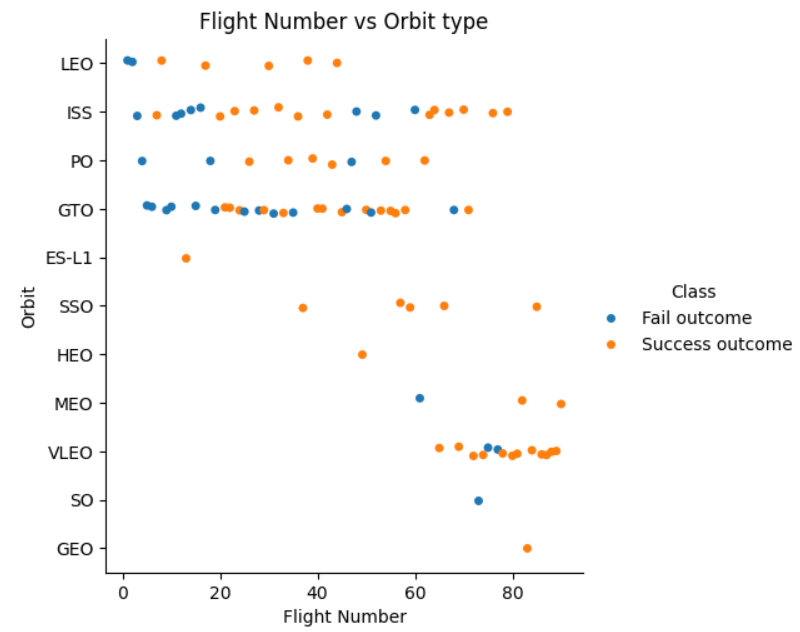 Flight Number vs Orbit type
LEO
ISS
PO
GTO
ES-L1
SSO
HEO
MEO
VLEO
SO
GEO
Orbit
0 20 40 60 80
Flight Number
Class
Fail outcome
Success outcome